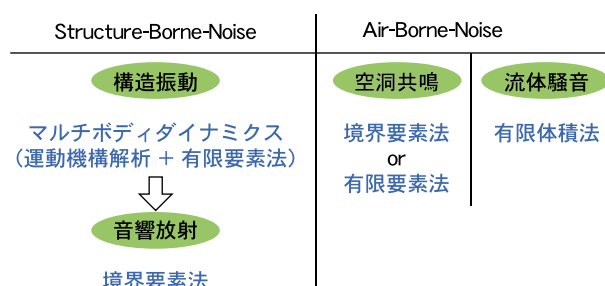 Structure-Borne-Noise
Air-Borne-Noise
構造振動
マルチボディダイナミクス
（運動機構解析 + 有限要素法）
音響放射
境界要素法
空洞共鳴
境界要素法
or
有限要素法
流体騒音
有限体積法